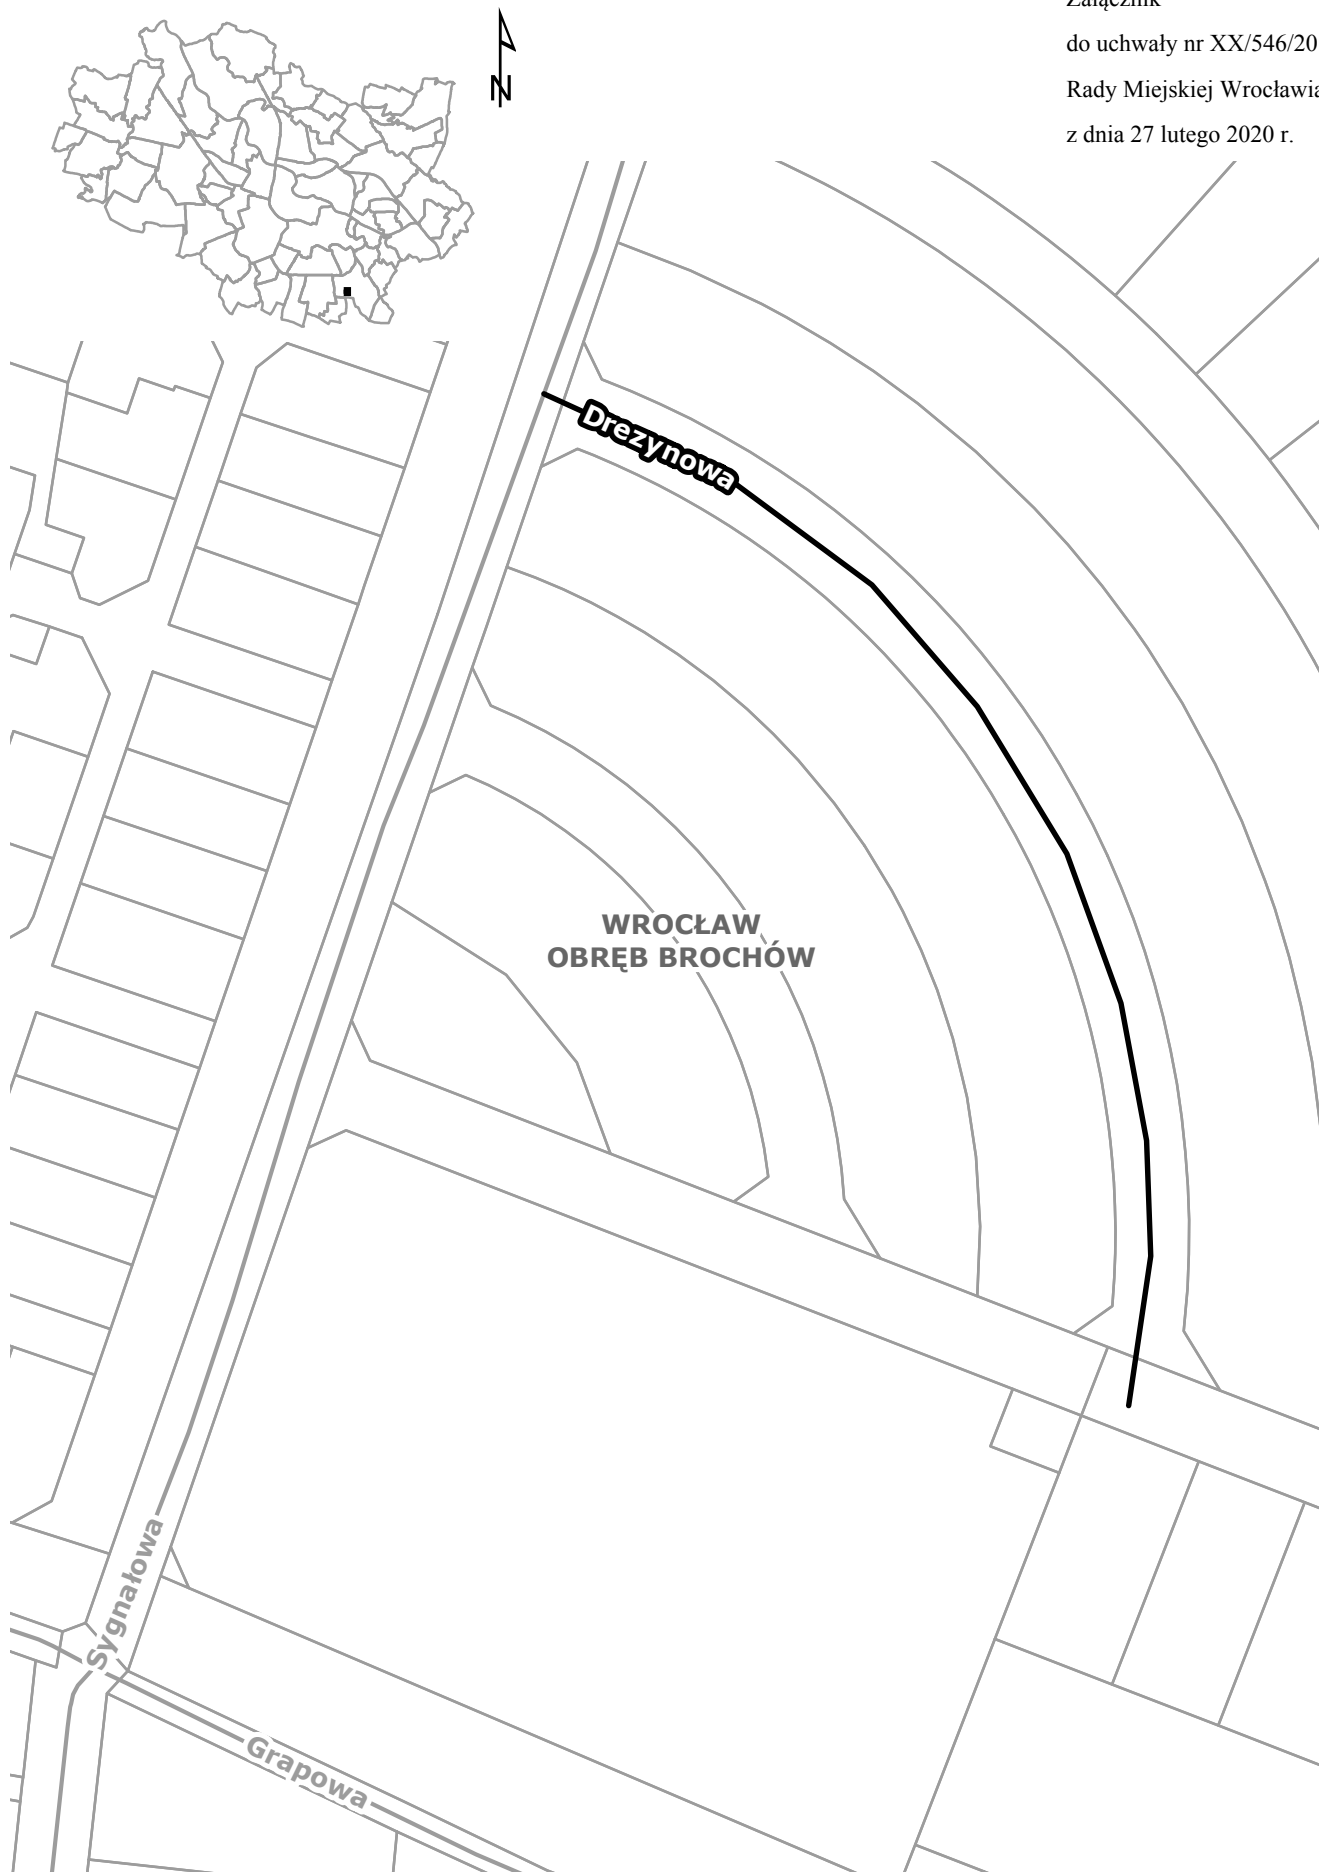 Załącznik
do uchwały nr XX/546/20
Rady Miejskiej Wrocławia
z dnia 27 lutego 2020 r.
N
Drezynowa
WROCŁAW
OBRĘB BROCHÓW
Sygnałowa
Grapowa